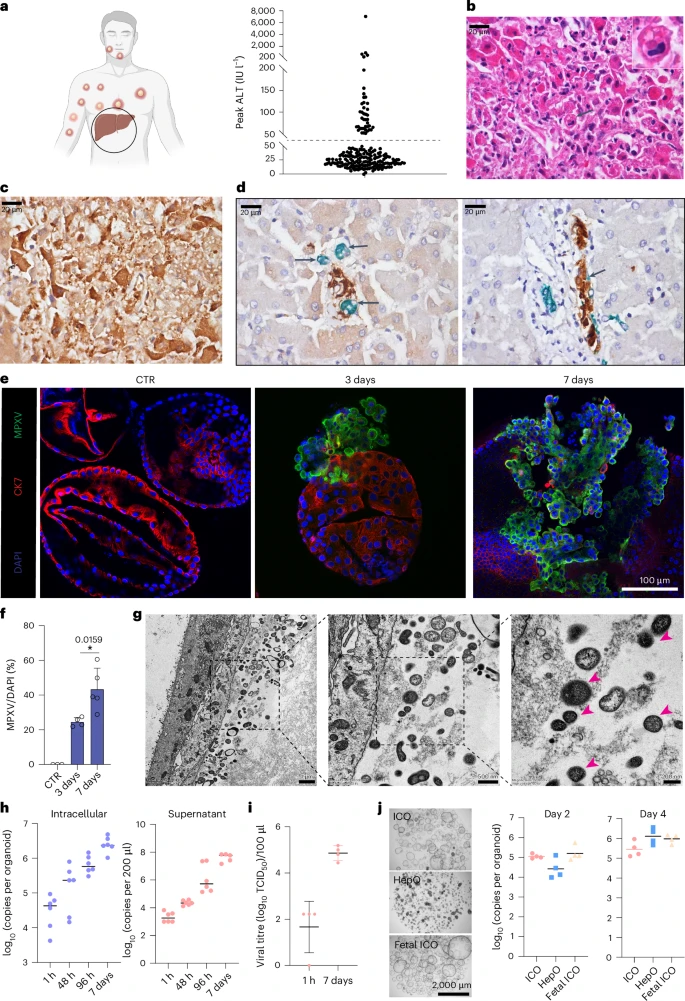 a
8,000
6,000
4,000
2,000
200
200
150
100
50
50
25
0
Peak ALT (IU l⁻¹)
b
20 µm
c
20 µm
d
20 µm
20 µm
e
CTR
3 days
7 days
MPXV
CK7
DAPI
100 µm
f
80
60
40
20
0
MPXV/DAPI (%)
0.0159
*
CTR
3 days
7 days
g
h
Intracellular
Supernatant
7
6
5
4
3
log₁₀ (copies per organoid)
1 h
48 h
96 h
7 days
10
8
6
4
2
0
log₁₀ (copies per 200 µl)
1 h
48 h
96 h
7 days
i
6
4
2
0
Viral titre (log₁₀ TCID₅₀)/100 µl
1 h
7 days
j
ICO
HepO
Fetal ICO
2,000 µm
Day 2
Day 4
7
6
5
4
3
2
1
0
log₁₀ (copies per organoid)
ICO
HepO
Fetal ICO
7
6
5
4
3
2
1
0
ICO
HepO
Fetal ICO